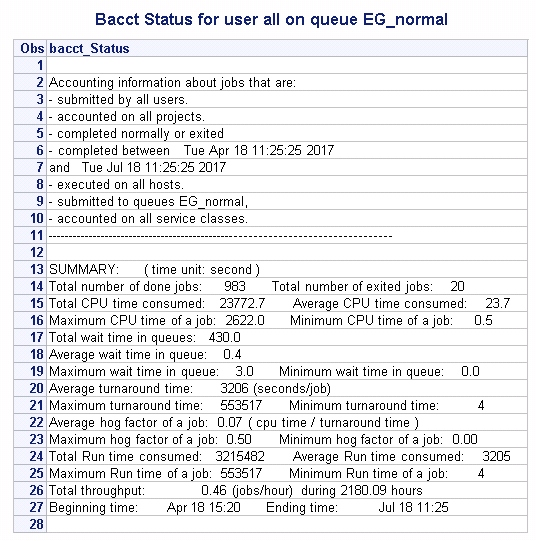 Bacct Status for user all on queue EG_normal
Obs bacct_Status
1
2 Accounting information about jobs that are:
3 - submitted by all users.
4 - accounted on all projects.
5 - completed normally or exited
6 - completed between Tue Apr 18 11:25:25 2017
7 and Tue Jul 18 11:25:25 2017
8 - executed on all hosts.
9 - submitted to queues EG_normal,
10 - accounted on all service classes.
11 ------------------------------------------------------------------------------
12
13 SUMMARY: ( time unit: second )
14 Total number of done jobs: 983 Total number of exited jobs: 20
15 Total CPU time consumed: 23772.7 Average CPU time consumed: 23.7
16 Maximum CPU time of a job: 2622.0 Minimum CPU time of a job: 0.5
17 Total wait time in queues: 430.0
18 Average wait time in queue: 0.4
19 Maximum wait time in queue: 3.0 Minimum wait time in queue: 0.0
20 Average turnaround time: 3206 (seconds/job)
21 Maximum turnaround time: 553517 Minimum turnaround time: 4
22 Average hog factor of a job: 0.07 ( cpu time / turnaround time )
23 Maximum hog factor of a job: 0.50 Minimum hog factor of a job: 0.00
24 Total Run time consumed: 3215482 Average Run time consumed: 3205
25 Maximum Run time of a job: 553517 Minimum Run time of a job: 4
26 Total throughput: 0.46 (jobs/hour) during 2180.09 hours
27 Beginning time: Apr 18 15:20 Ending time: Jul 18 11:25
28